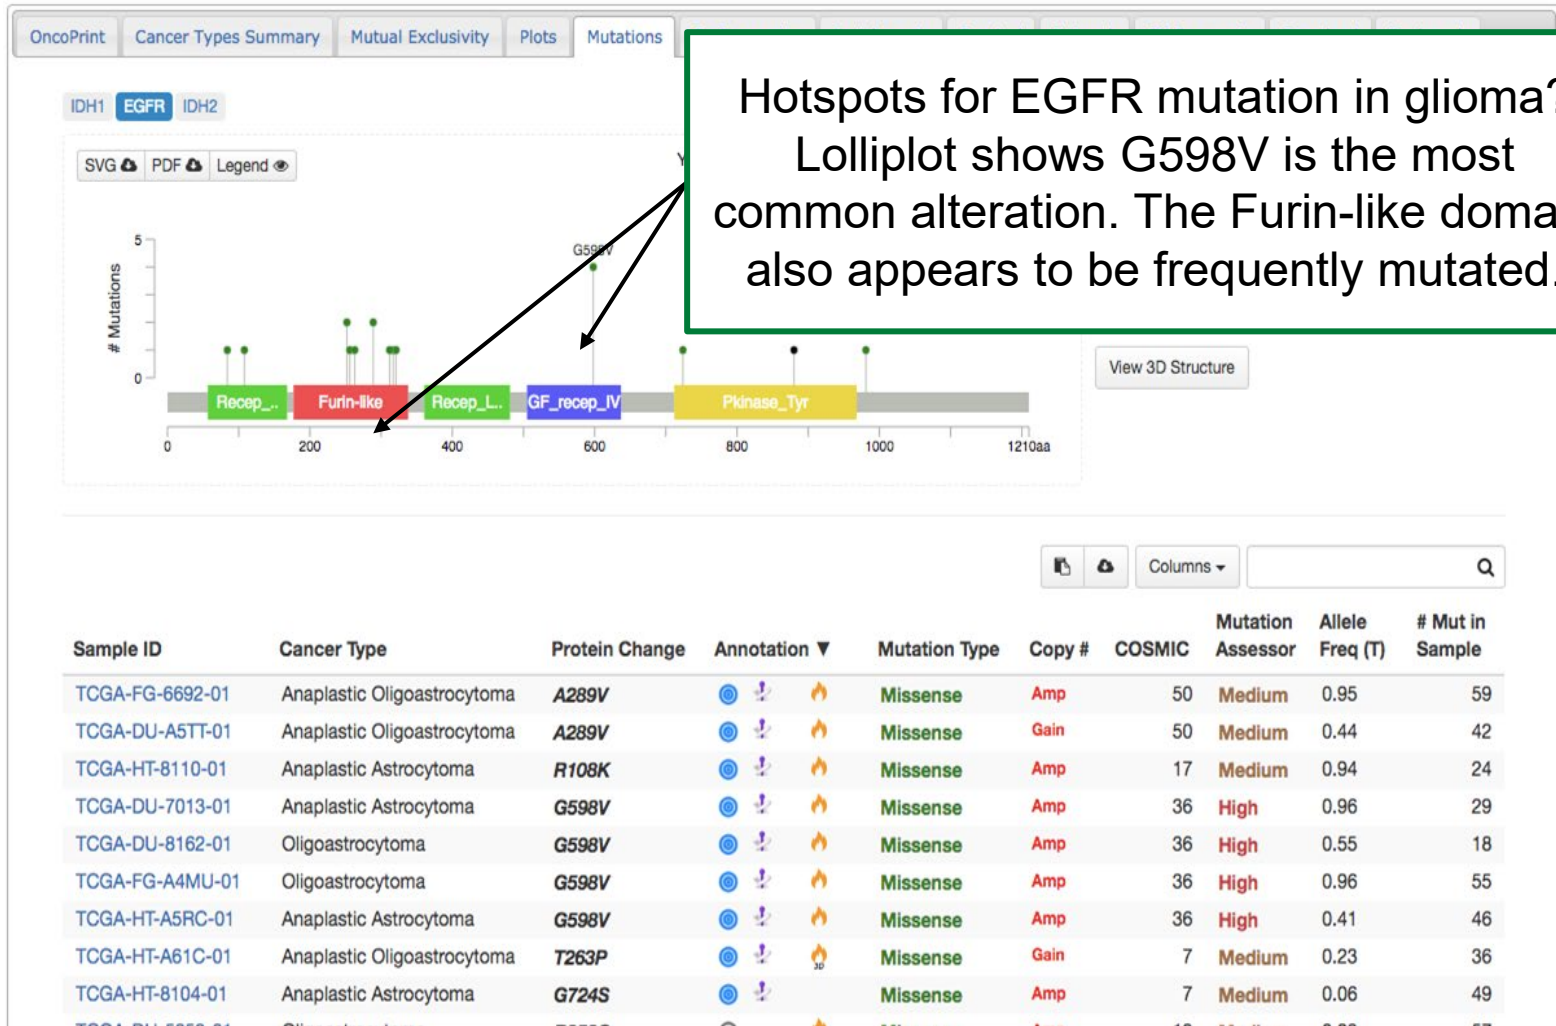 OncoPrint Cancer Types Summary Mutual Exclusivity Plots Mutations
Hotspots for EGFR mutation in glioma?
Lolliplot shows G598V is the most
common alteration. The Furin-like doma
also appears to be frequently mutated.
IDH1 EGFR IDH2
SVG PDF Legend
Y
# Mutations
5
0
G598V
Recep_.. Furin-like Recep_L.. GF_recep_IV Pkinase_Tyr
0 200 400 600 800 1000 1210aa
View 3D Structure
Columns
Sample ID Cancer Type Protein Change Annotation ▼ Mutation Type Copy # COSMIC Mutation Assessor Allele Freq (T) # Mut in Sample
TCGA-FG-6692-01 Anaplastic Oligoastrocytoma A289V Missense Amp 50 Medium 0.95 59
TCGA-DU-A5TT-01 Anaplastic Oligoastrocytoma A289V Missense Gain 50 Medium 0.44 42
TCGA-HT-8110-01 Anaplastic Astrocytoma R108K Missense Amp 17 Medium 0.94 24
TCGA-DU-7013-01 Anaplastic Astrocytoma G598V Missense Amp 36 High 0.96 29
TCGA-DU-8162-01 Oligoastrocytoma G598V Missense Amp 36 High 0.55 18
TCGA-FG-A4MU-01 Oligoastrocytoma G598V Missense Amp 36 High 0.96 55
TCGA-HT-A5RC-01 Anaplastic Astrocytoma G598V Missense Amp 36 High 0.41 46
TCGA-HT-A61C-01 Anaplastic Oligoastrocytoma T263P 3D Missense Gain 7 Medium 0.23 36
TCGA-HT-8104-01 Anaplastic Astrocytoma G724S Missense Amp 7 Medium 0.06 49